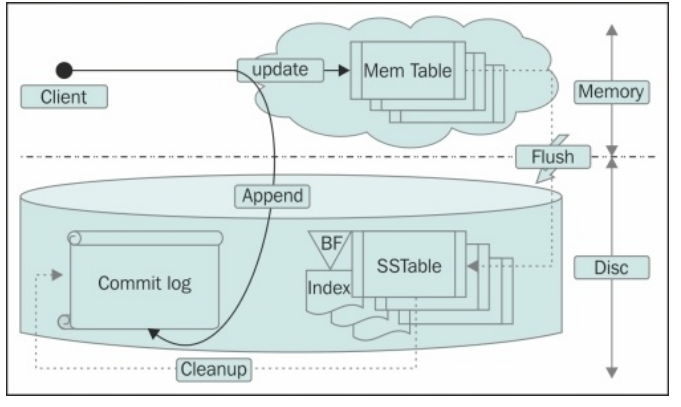 update
Mem Table
Client
Memory
Flush
Append
BF
SSTable
Commit log
Index
Disc
Cleanup